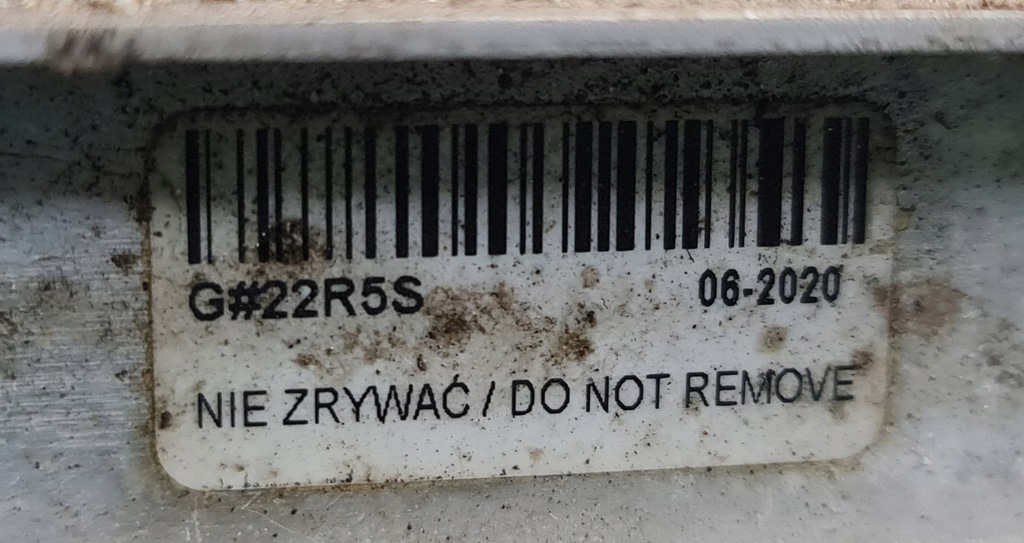 G#22R5S 06-2020
NIE ZRYWAĆ / DO NOT REMOVE